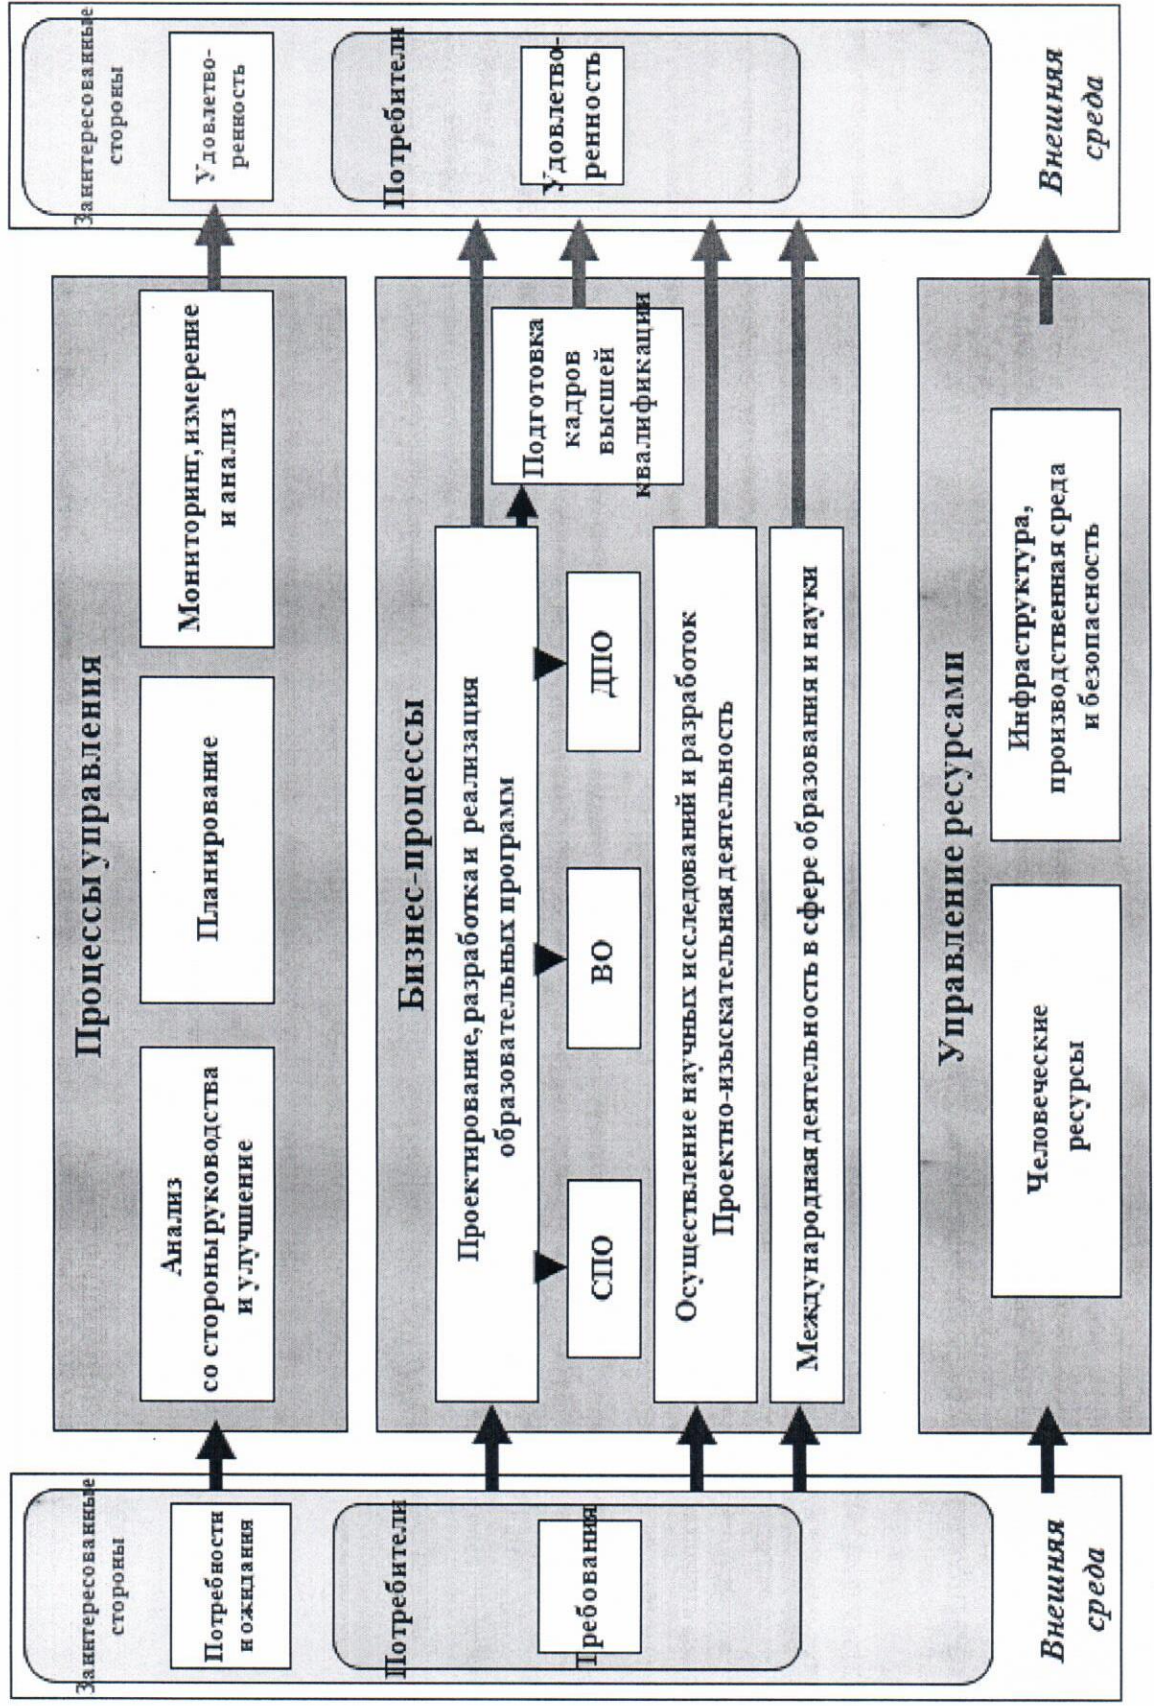 Заинтересованные
стороны
Потребности
и ожидания
Потребители
Требования
Внешняя
среда
Процессы управления
Анализ
со стороны руководства
и улучшение
Планирование
Мониторинг, измерение
и анализ
Бизнес-процессы
Проектирование, разработка и реализация
образовательных программ
СПО
ВО
ДПО
Подготовка
кадров
высшей
квалификации
Осуществление научных исследований и разработок
Проектно-изыскательная деятельность
Международная деятельность в сфере образования и науки
Управление ресурсами
Человеческие
ресурсы
Инфраструктура,
производственная среда
и безопасность
Заинтересованные
стороны
Удовлетво-
ренность
Потребители
Удовлетво-
ренность
Внешняя
среда